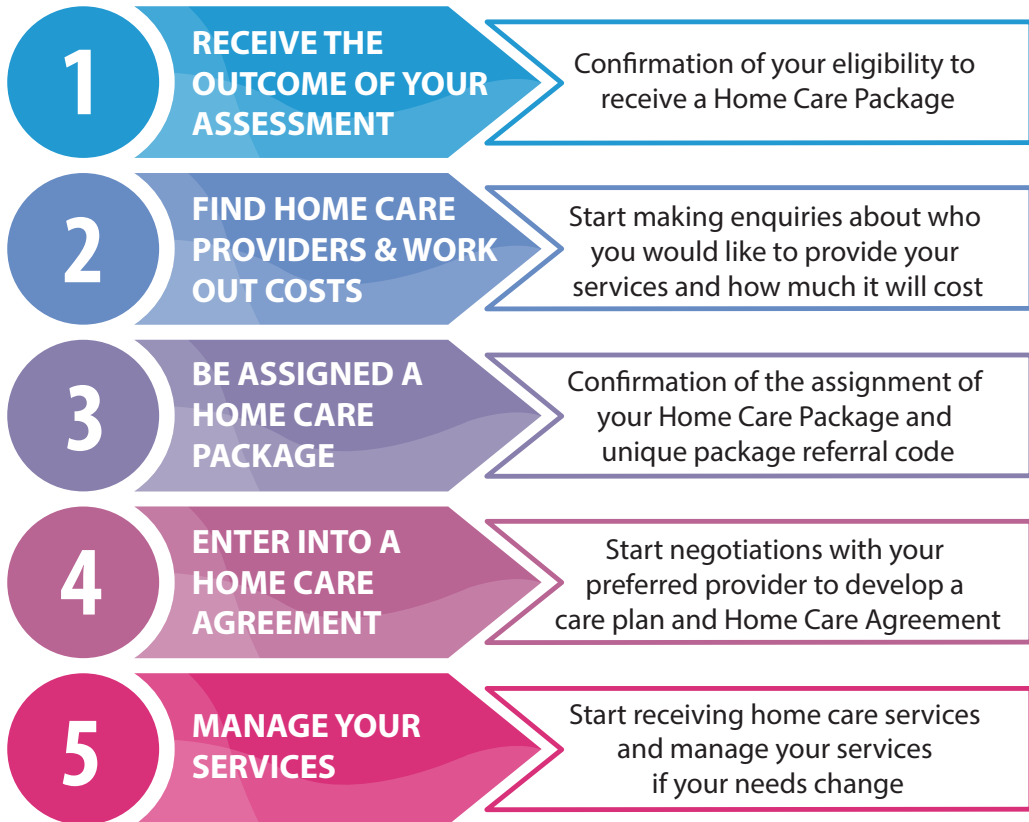 1
RECEIVE THE
OUTCOME OF YOUR
ASSESSMENT
Confirmation of your eligibility to
receive a Home Care Package
2
FIND HOME CARE
PROVIDERS & WORK
OUT COSTS
Start making enquiries about who
you would like to provide your
services and how much it will cost
3
BE ASSIGNED A
HOME CARE
PACKAGE
Confirmation of the assignment of
your Home Care Package and
unique package referral code
4
ENTER INTO A
HOME CARE
AGREEMENT
Start negotiations with your
preferred provider to develop a
care plan and Home Care Agreement
5
MANAGE YOUR
SERVICES
Start receiving home care services
and manage your services
if your needs change